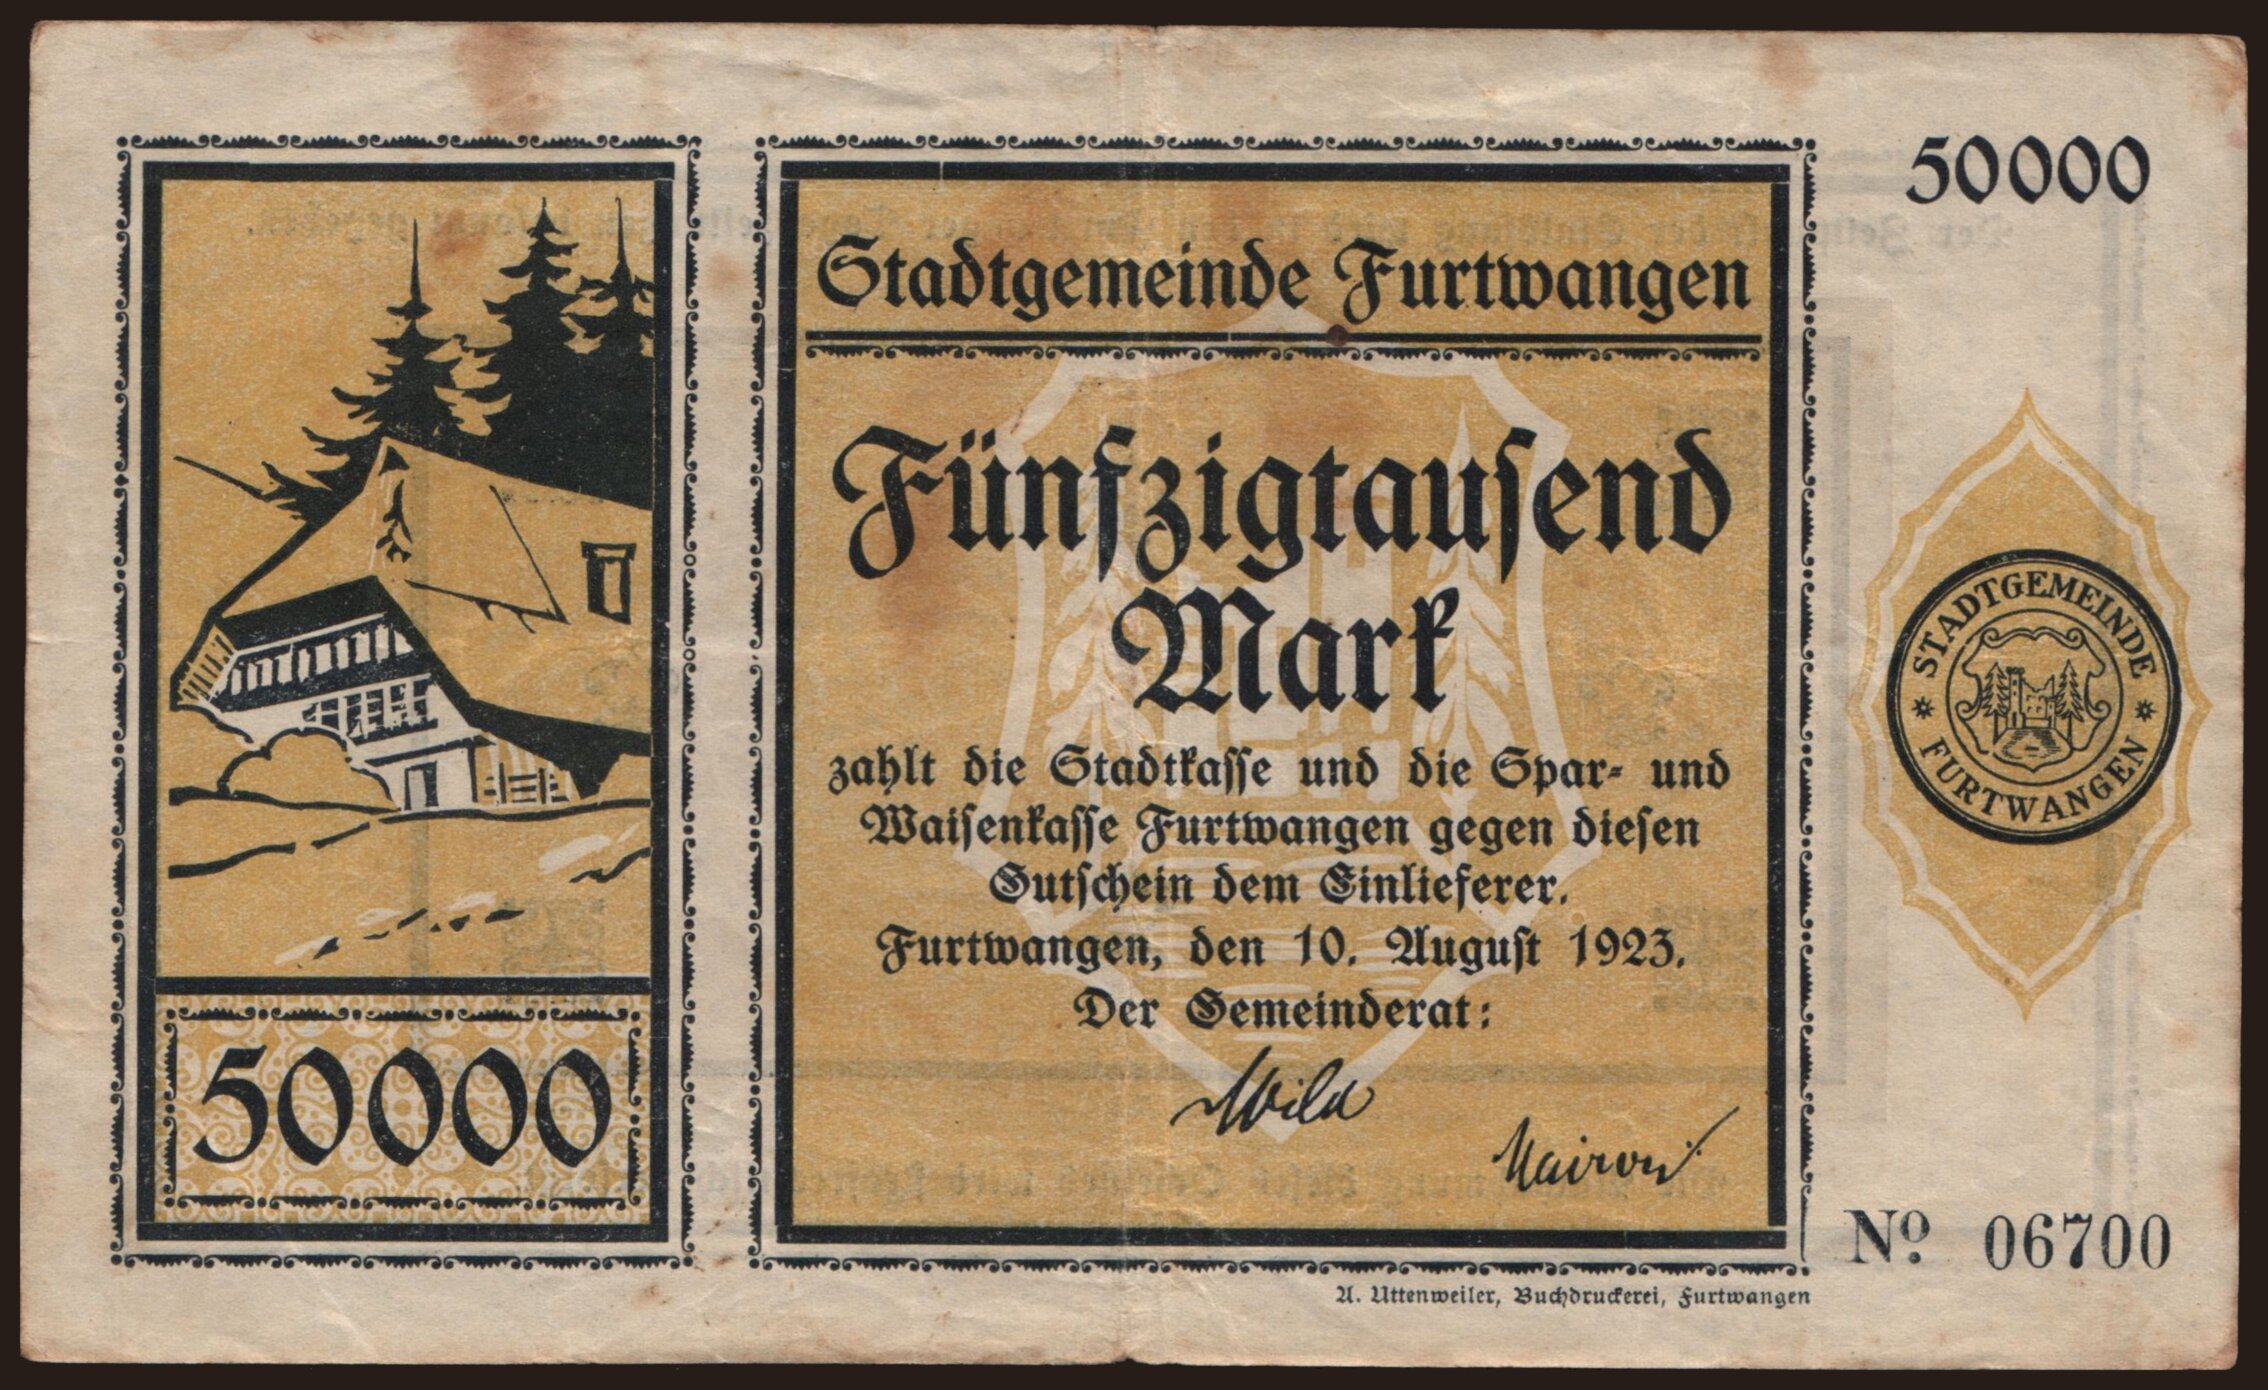 50000
Stadtgemeinde Furtwangen
Fünfzigtausend
Mark
zahlt die Stadtkasse und die Spar- und
Waisenkasse Furtwangen gegen diesen
Gutschein dem Einlieferer.
Furtwangen, den 10. August 1923.
Der Gemeinderat:
Wild
50000
STADTGEMEINDE
FURTWANGEN
No. 06700
A. Uttenweiler, Buchdruckerei, Furtwangen